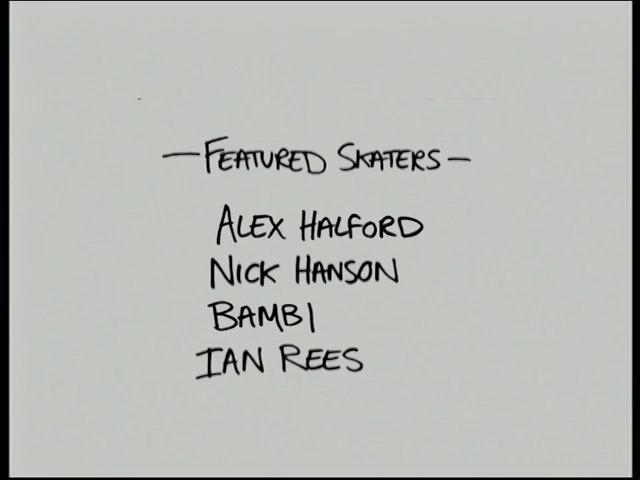 —FEATURED SKATERS—
ALEX HALFORD
NICK HANSON
BAMBI
IAN REES